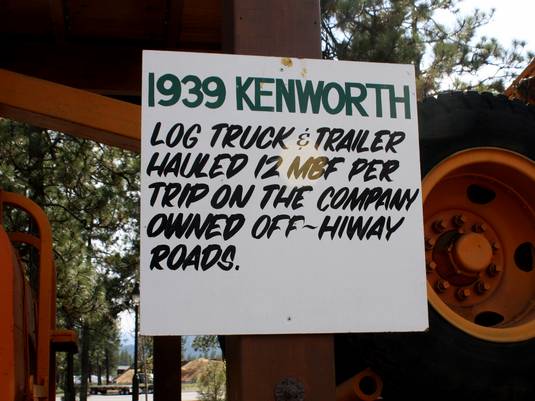 1939 KENWORTH
LOG TRUCK & TRAILER
HAULED 12 MBF PER
TRIP ON THE COMPANY
OWNED OFF~HIWAY
ROADS.